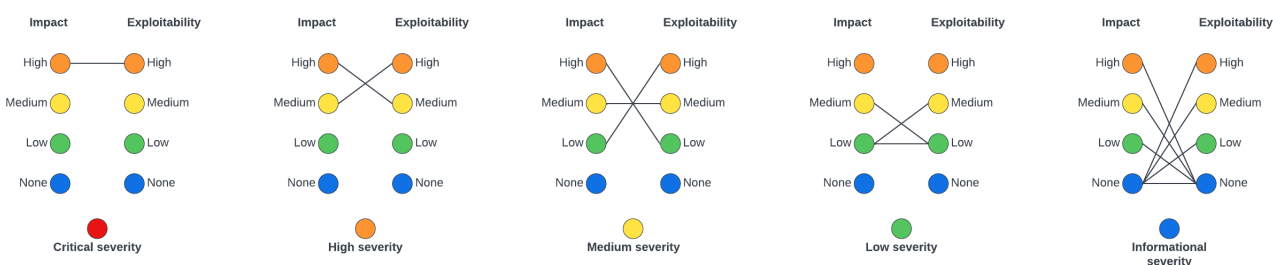 Impact Exploitability
High High
Medium Medium
Low Low
None None
Critical severity
Impact Exploitability
High High
Medium Medium
Low Low
None None
High severity
Impact Exploitability
High High
Medium Medium
Low Low
None None
Medium severity
Impact Exploitability
High High
Medium Medium
Low Low
None None
Low severity
Impact Exploitability
High High
Medium Medium
Low Low
None None
Informational
severity